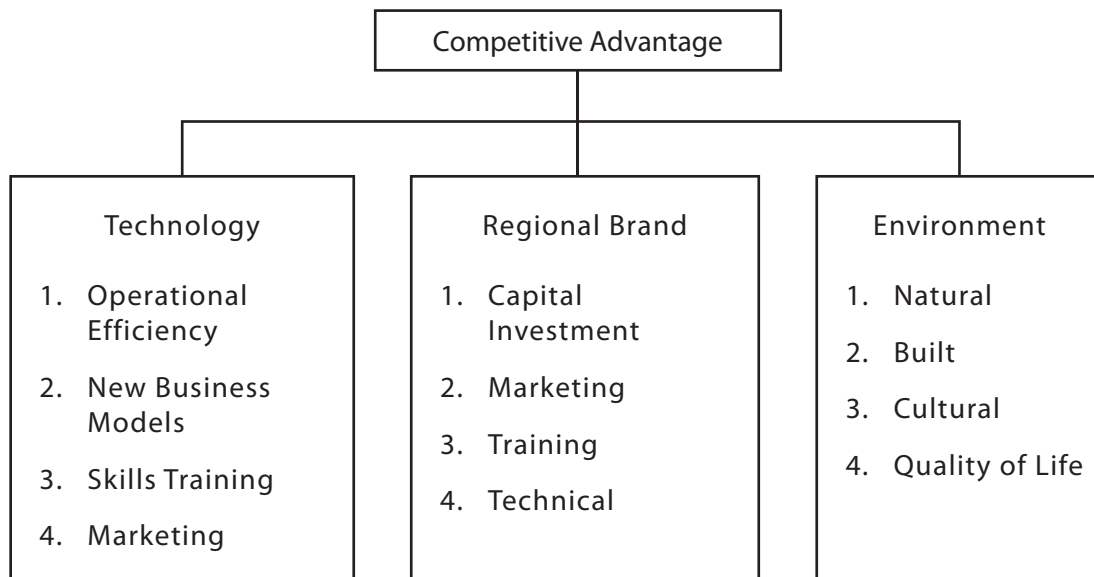 Competitive Advantage
Technology
1. Operational
Efficiency
2. New Business
Models
3. Skills Training
4. Marketing
Regional Brand
1. Capital
Investment
2. Marketing
3. Training
4. Technical
Environment
1. Natural
2. Built
3. Cultural
4. Quality of Life